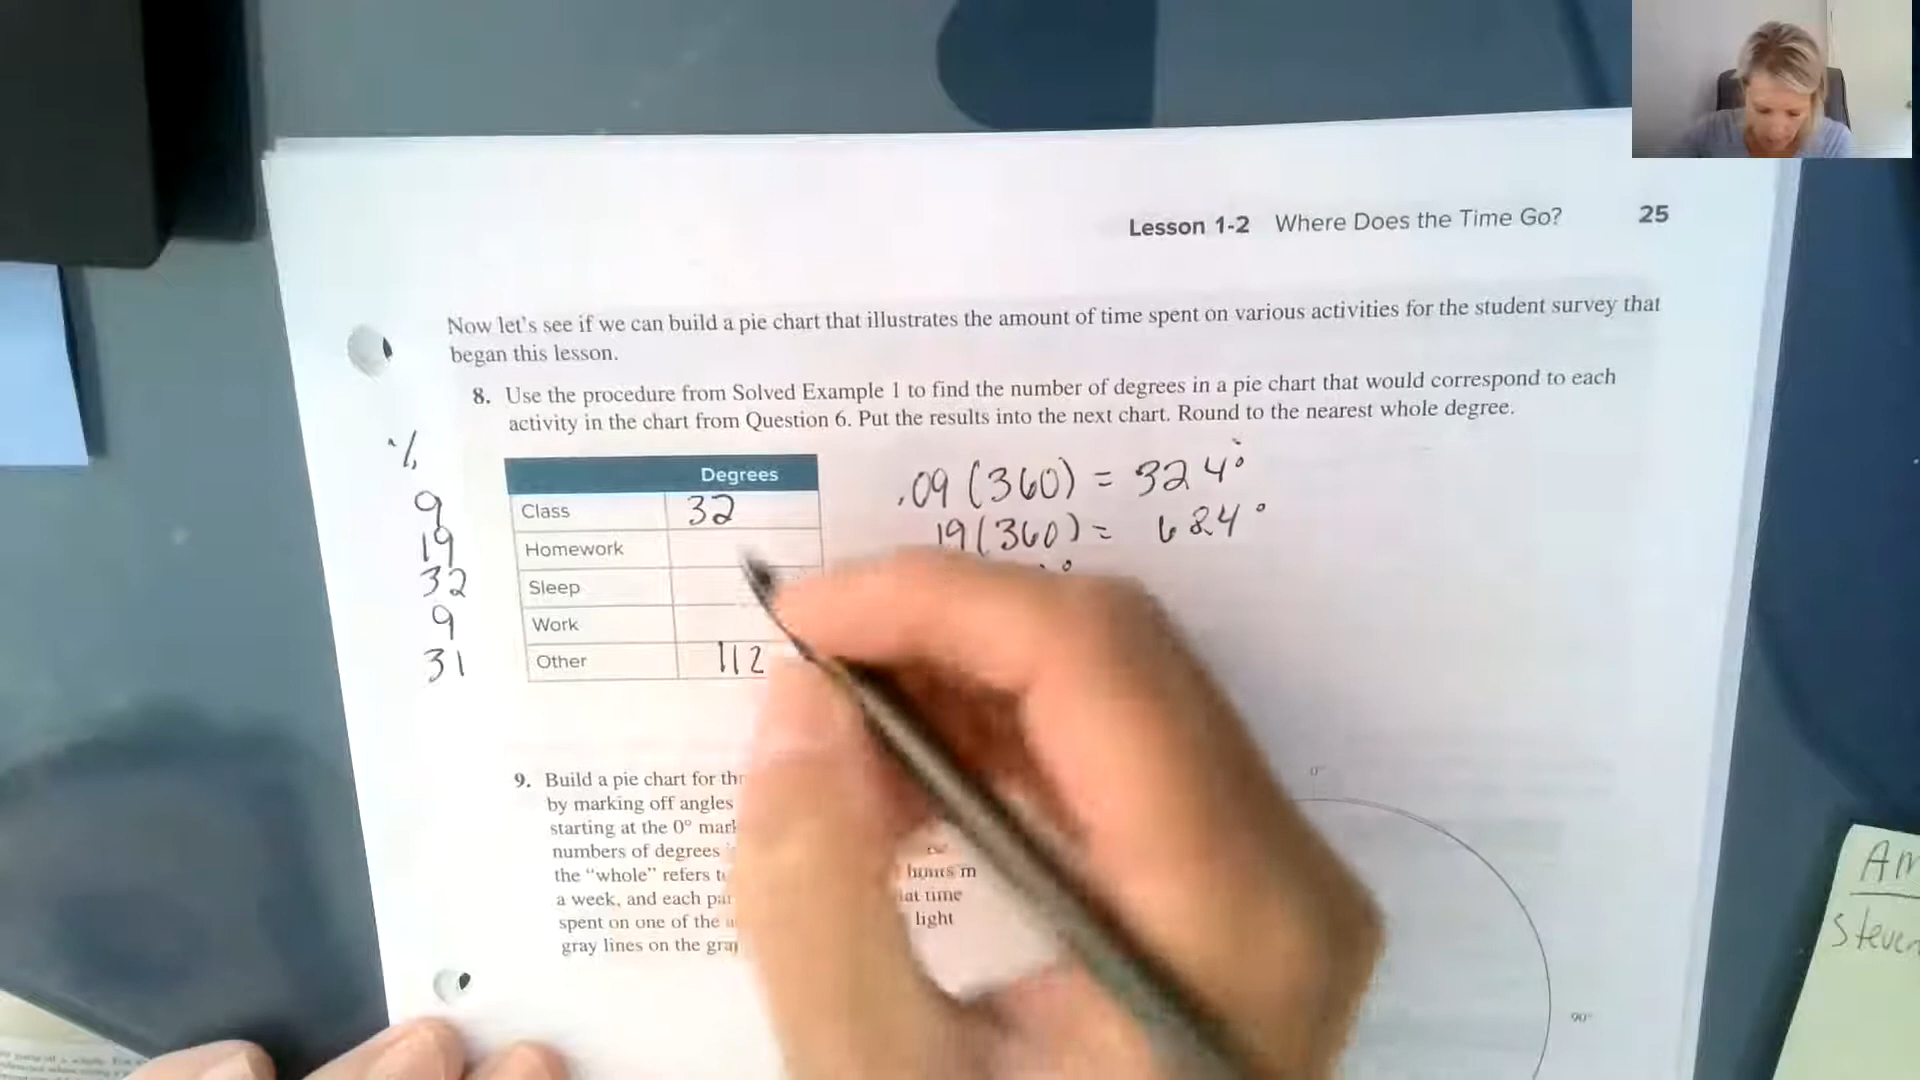 Lesson 1-2 Where Does the Time Go? 25
Now let's see if we can build a pie chart that illustrates the amount of time spent on various activities for the student survey that
began this lesson.
8. Use the procedure from Solved Example 1 to find the number of degrees in a pie chart that would correspond to each
activity in the chart from Question 6. Put the results into the next chart. Round to the nearest whole degree.
%
9
19
32
9
31
Degrees
Class 32
Homework
Sleep
Work
Other 112
.09 (360) = 32 4°
19 (360) = 68.4°
9. Build a pie chart for
by marking off angles
starting at the 0° mark
numbers of degrees
the "whole" refers
hours
a week, and each
time
spent on one of the
light
gray lines on the
0°
90°
Am
Steven